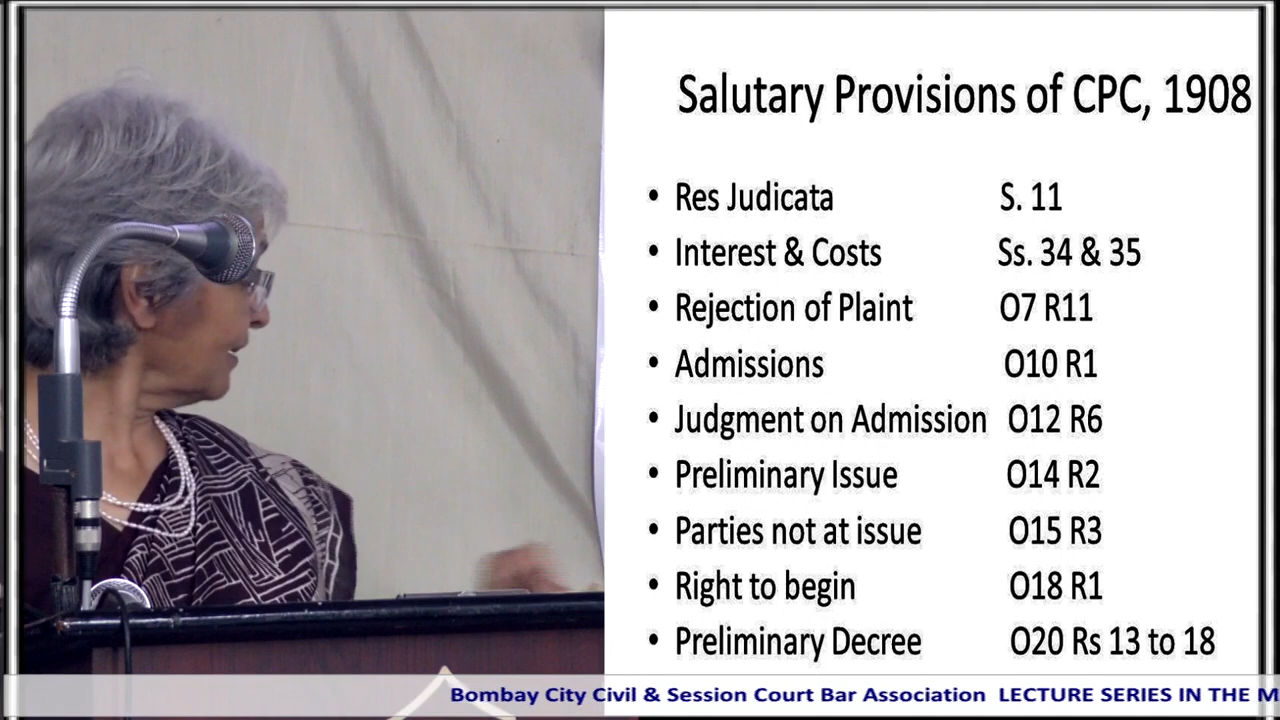 Salutary Provisions of CPC, 1908
• Res Judicata S. 11
• Interest & Costs Ss. 34 & 35
• Rejection of Plaint O7 R11
• Admissions O10 R1
• Judgment on Admission O12 R6
• Preliminary Issue O14 R2
• Parties not at issue O15 R3
• Right to begin O18 R1
• Preliminary Decree O20 Rs 13 to 18
Bombay City Civil & Session Court Bar Association LECTURE SERIES IN THE M